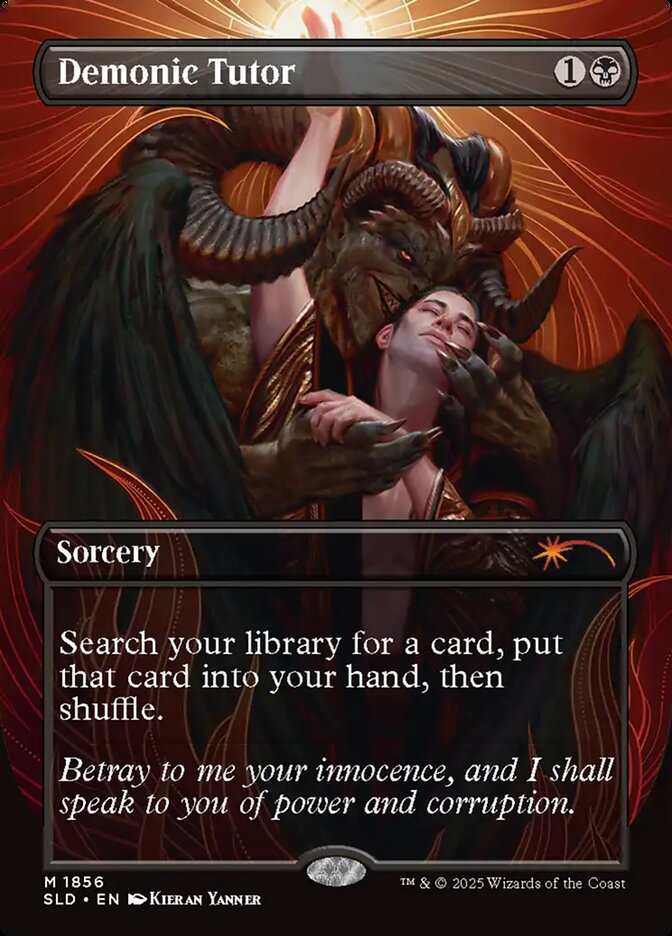 Demonic Tutor 1
Sorcery
Search your library for a card, put
that card into your hand, then
shuffle.
Betray to me your innocence, and I shall
speak to you of power and corruption.
M 1856
SLD • EN KIERAN YANNER
™ & © 2025 Wizards of the Coast